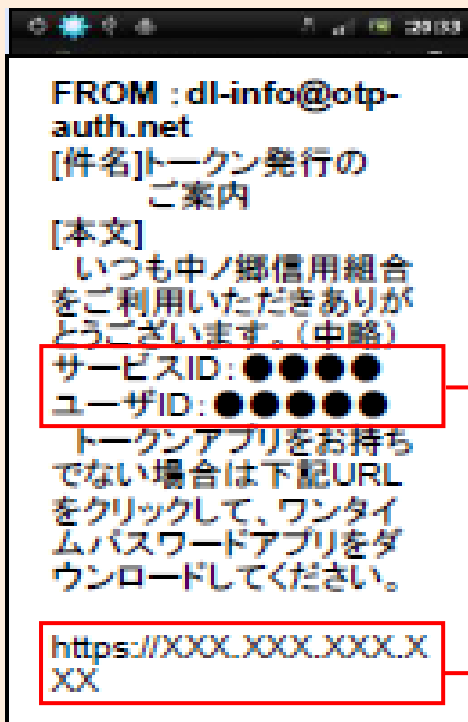 20:33
FROM : dl-info@otp-
auth.net
[件名]トークン発行の
ご案内
[本文]
いつも中ノ郷信用組合
をご利用いただきありが
とうございます。(中略)
サービスID:●●●●
ユーザID:●●●●●
トークンアプリをお持ち
でない場合は下記URL
をクリックして、ワンタイ
ムパスワードアプリをダ
ウンロードしてください。
https://XXX.XXX.XXX.X
XX